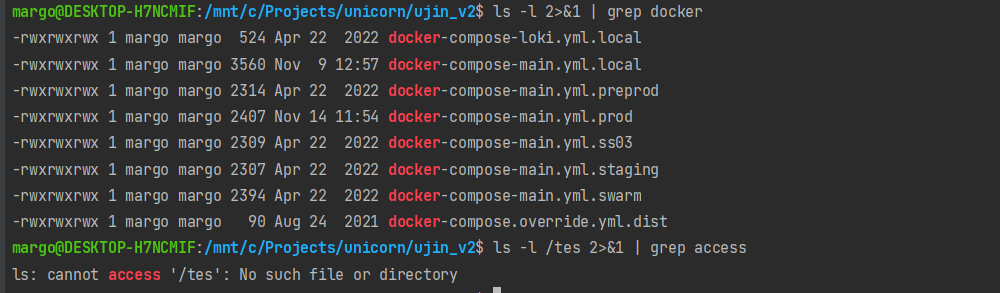 margo@DESKTOP-H7NCMIF:/mnt/c/Projects/unicorn/ujin_v2$ ls -l 2>&1 | grep docker
-rwxrwxrwx 1 margo margo  524 Apr 22  2022 docker-compose-loki.yml.local
-rwxrwxrwx 1 margo margo 3560 Nov  9 12:57 docker-compose-main.yml.local
-rwxrwxrwx 1 margo margo 2314 Apr 22  2022 docker-compose-main.yml.preprod
-rwxrwxrwx 1 margo margo 2407 Nov 14 11:54 docker-compose-main.yml.prod
-rwxrwxrwx 1 margo margo 2309 Apr 22  2022 docker-compose-main.yml.ss03
-rwxrwxrwx 1 margo margo 2307 Apr 22  2022 docker-compose-main.yml.staging
-rwxrwxrwx 1 margo margo 2394 Apr 22  2022 docker-compose-main.yml.swarm
-rwxrwxrwx 1 margo margo   90 Aug 24  2021 docker-compose.override.yml.dist
margo@DESKTOP-H7NCMIF:/mnt/c/Projects/unicorn/ujin_v2$ ls -l /tes 2>&1 | grep access
ls: cannot access '/tes': No such file or directory